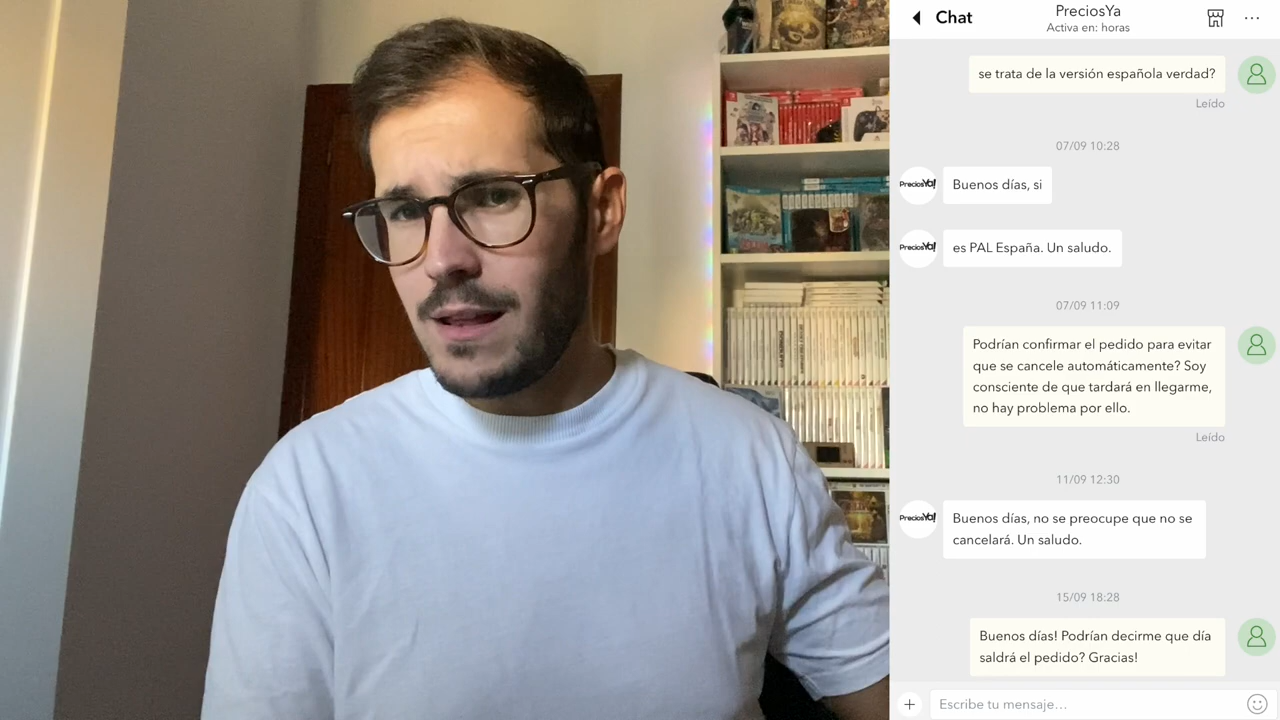 Chat
PreciosYa
Activa en: horas
se trata de la versión española verdad?
Leído
07/09 10:28
PreciosYa!
Buenos días, si
PreciosYa!
es PAL España. Un saludo.
07/09 11:09
Podrían confirmar el pedido para evitar
que se cancele automáticamente? Soy
consciente de que tardará en llegarme,
no hay problema por ello.
Leído
11/09 12:30
PreciosYa!
Buenos días, no se preocupe que no se
cancelará. Un saludo.
15/09 18:28
Buenos días! Podrían decirme que día
saldrá el pedido? Gracias!
Escribe tu mensaje...